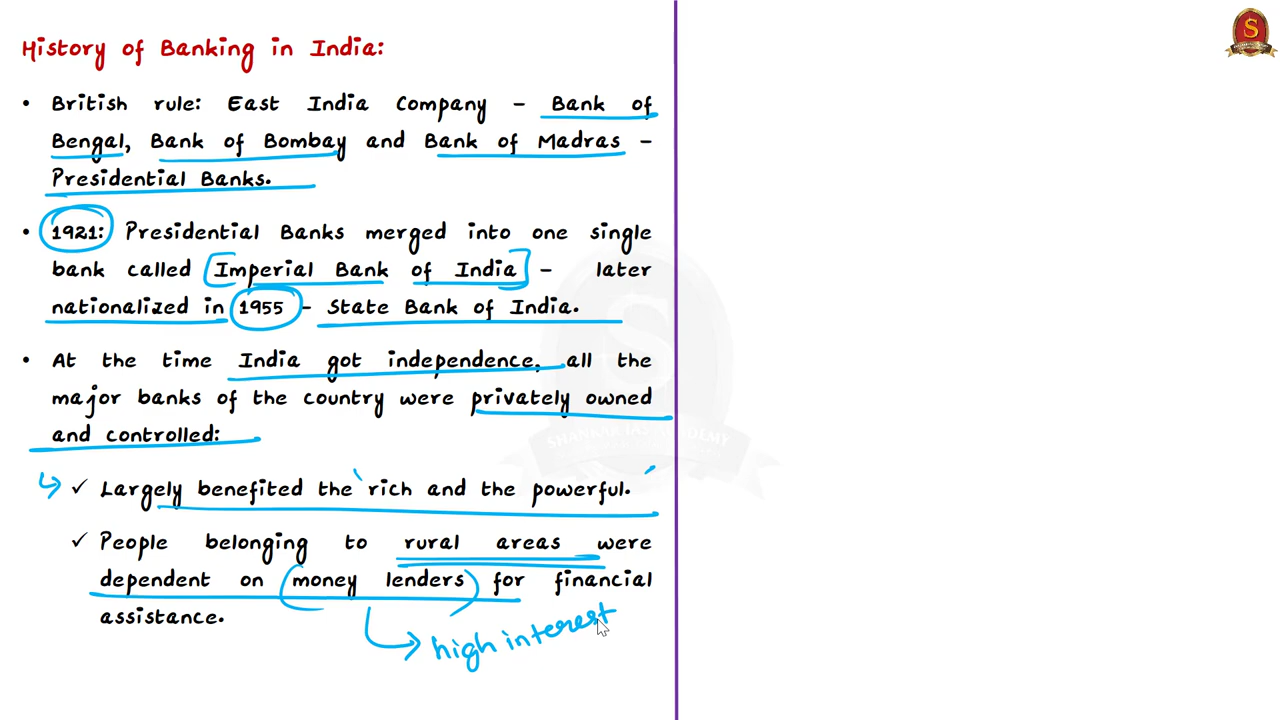 History of Banking in India:
• British rule: East India Company – Bank of
Bengal, Bank of Bombay and Bank of Madras –
Presidential Banks.
• 1921: Presidential Banks merged into one single
bank called [Imperial Bank of India] – later
nationalized in 1955 – State Bank of India.
• At the time India got independence, all the
major banks of the country were privately owned
and controlled:
✓ Largely benefited the 'rich and the powerful.'
✓ People belonging to rural areas were
dependent on (money lenders) for financial
assistance.
high interest
S
SHANKAR IAS ACADEMY